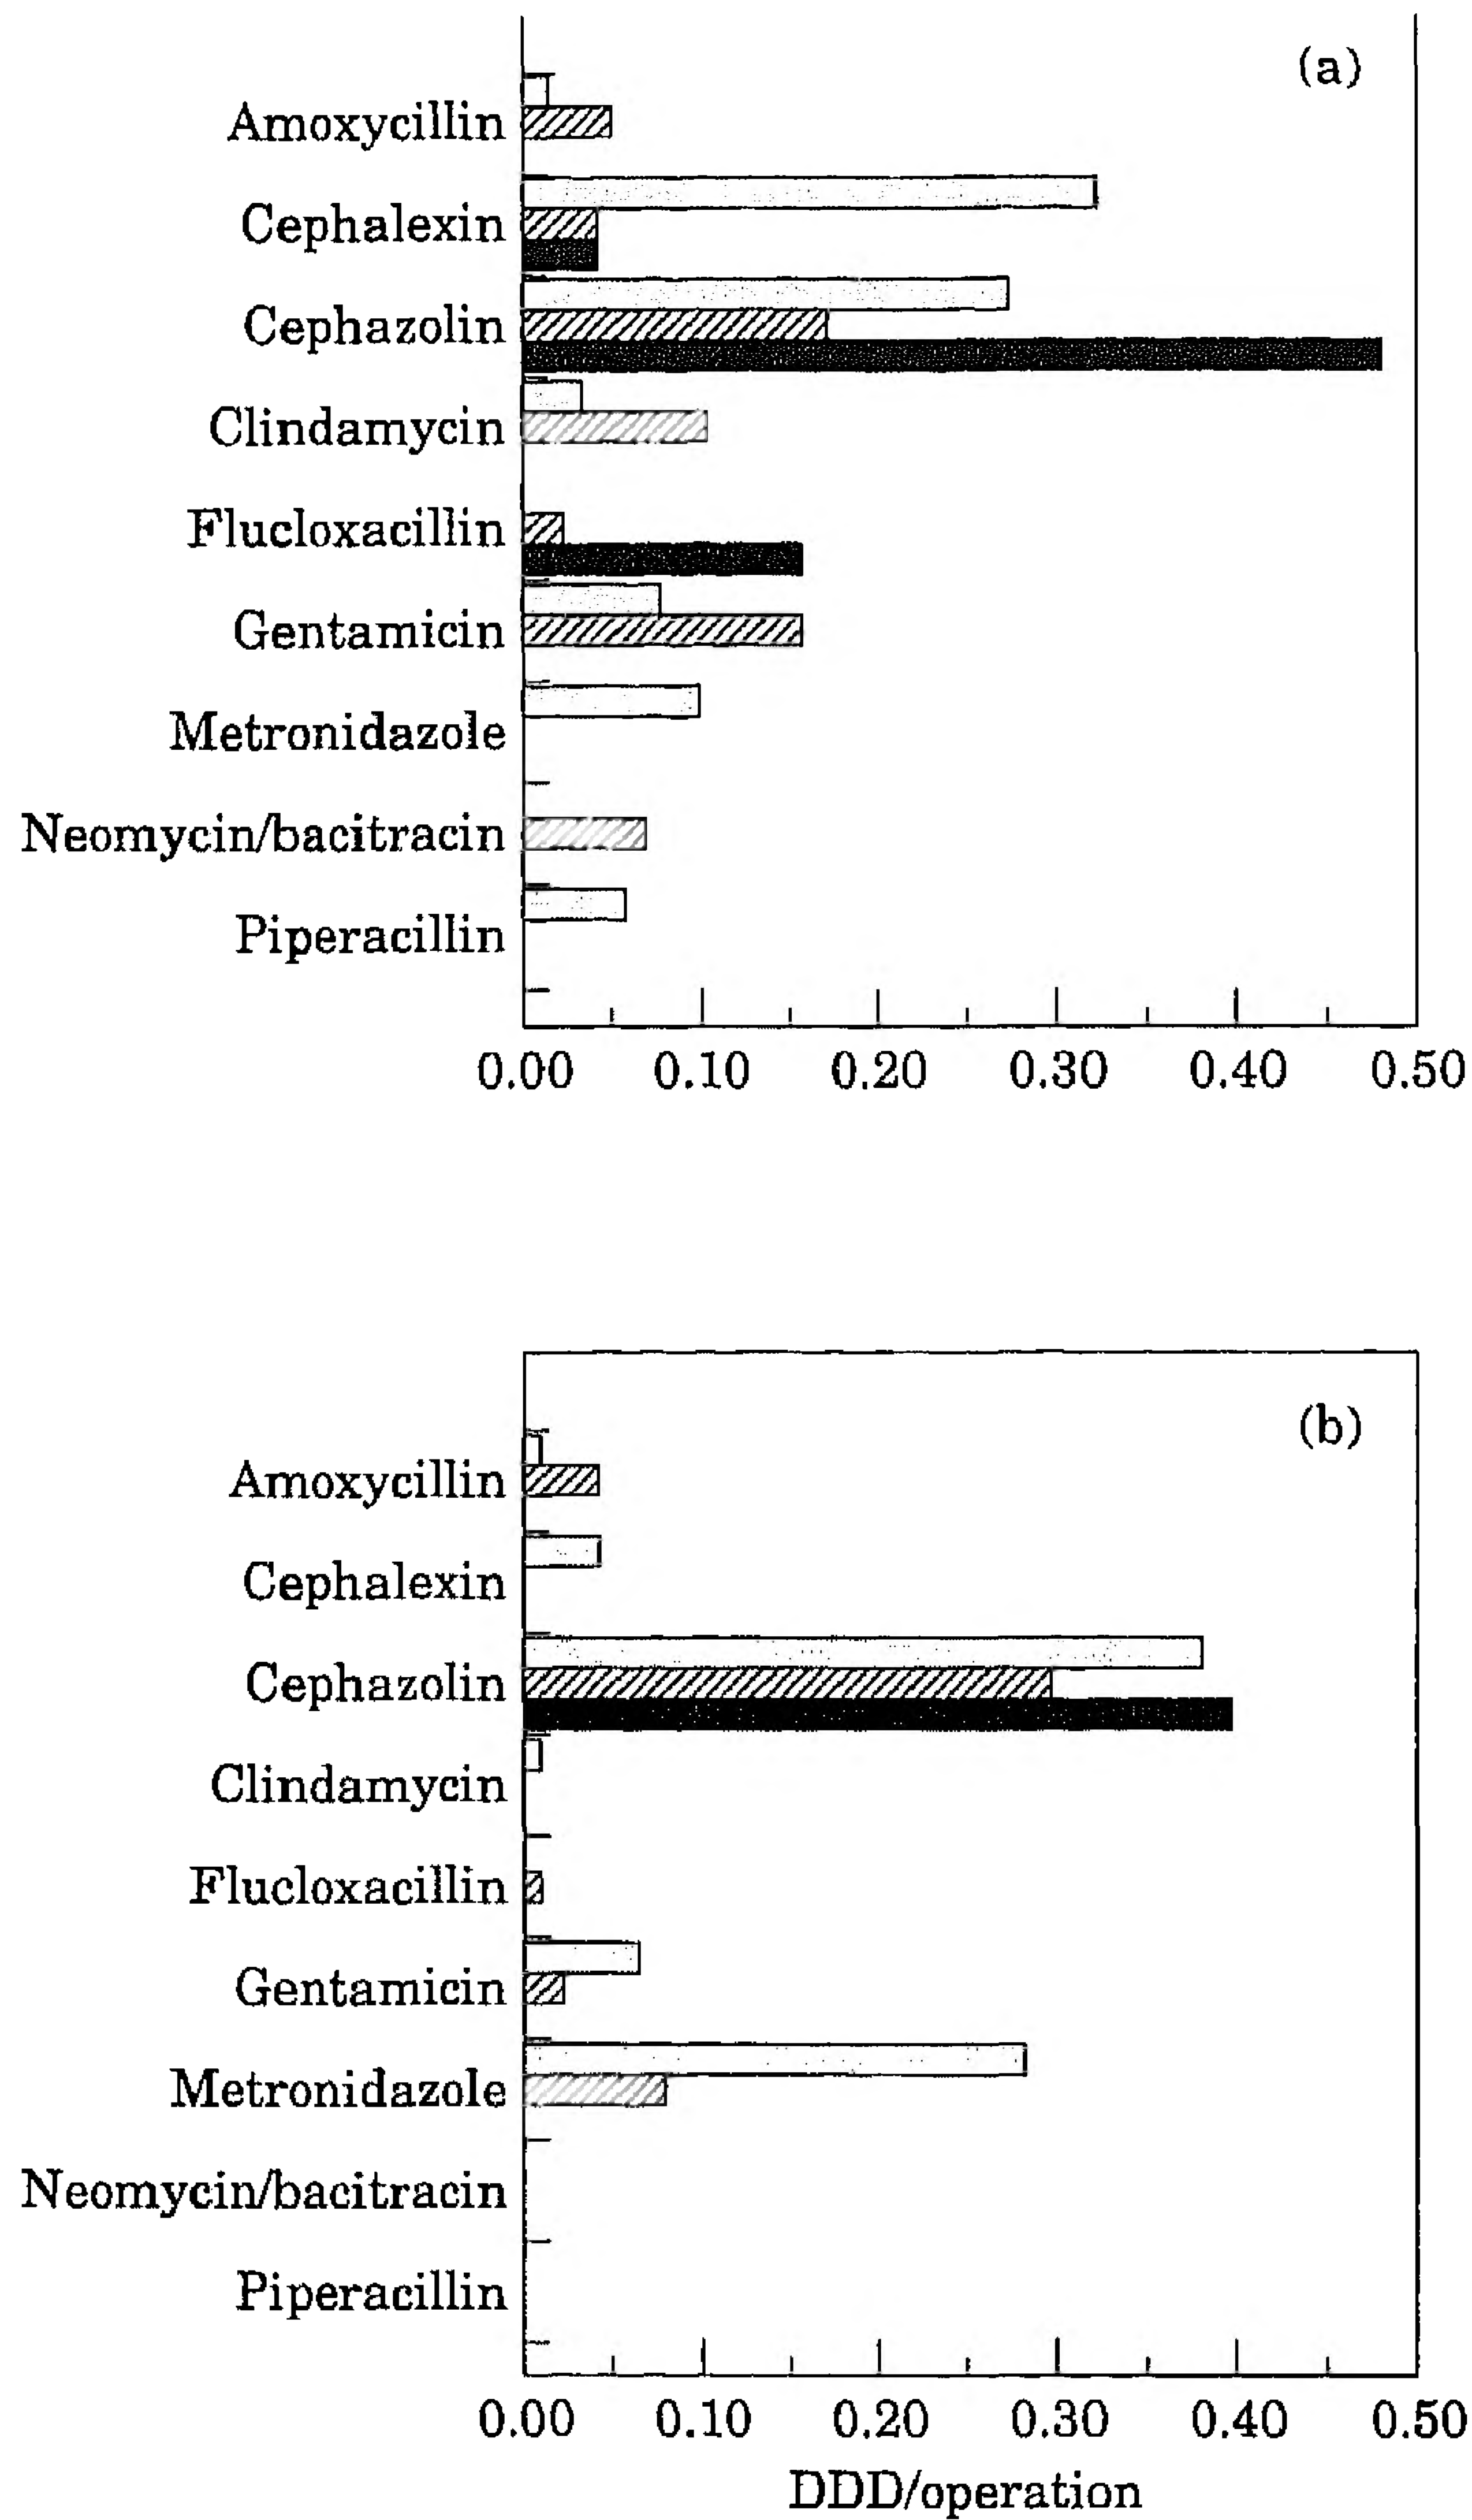 (a)
Amoxycillin
Cephalexin
Cephazolin
Clindamycin
Flucloxacillin
Gentamicin
Metronidazole
Neomycin/bacitracin
Piperacillin
0.00 0.10 0.20 0.30 0.40 0.50
(b)
Amoxycillin
Cephalexin
Cephazolin
Clindamycin
Flucloxacillin
Gentamicin
Metronidazole
Neomycin/bacitracin
Piperacillin
0.00 0.10 0.20 0.30 0.40 0.50
DDD/operation